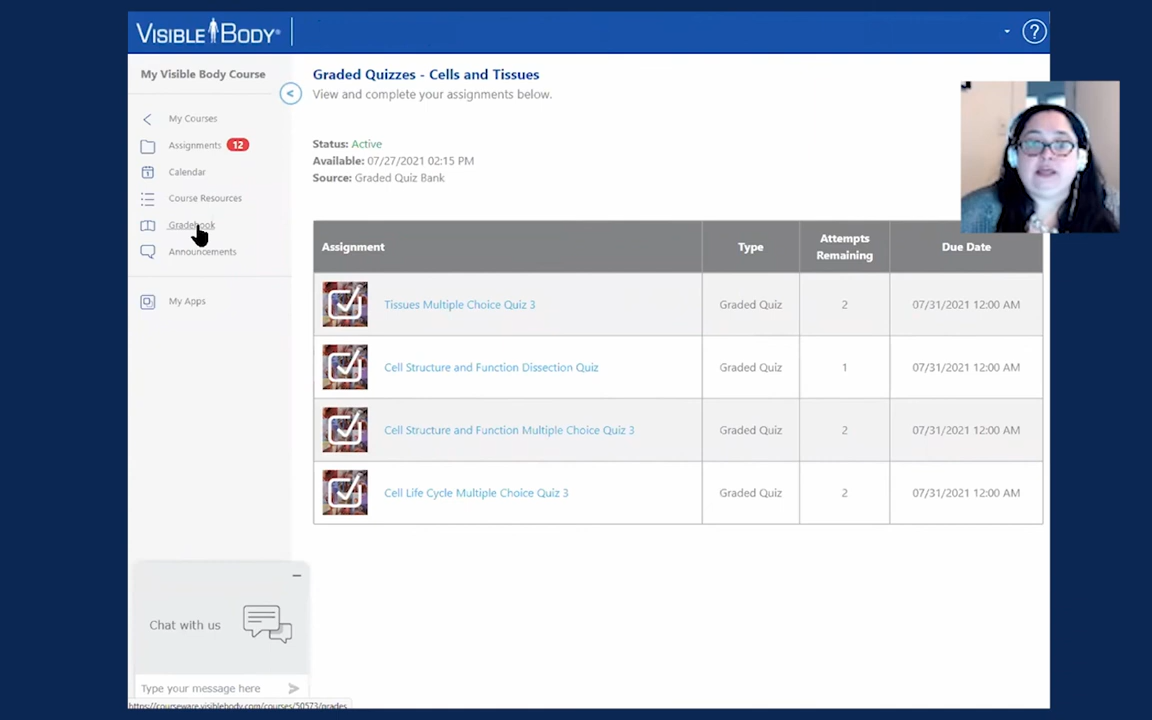 VISIBLE BODY®
?
My Visible Body Course
<
My Courses
Assignments 12
Calendar
Course Resources
Gradebook
Announcements
My Apps
Graded Quizzes - Cells and Tissues
View and complete your assignments below.
Status: Active
Available: 07/27/2021 02:15 PM
Source: Graded Quiz Bank
Assignment Type Attempts Remaining Due Date
Tissues Multiple Choice Quiz 3 Graded Quiz 2 07/31/2021 12:00 AM
Cell Structure and Function Dissection Quiz Graded Quiz 1 07/31/2021 12:00 AM
Cell Structure and Function Multiple Choice Quiz 3 Graded Quiz 2 07/31/2021 12:00 AM
Cell Life Cycle Multiple Choice Quiz 3 Graded Quiz 2 07/31/2021 12:00 AM
Chat with us
Type your message here
https://courseware.visiblebody.com/courses/50573/grades